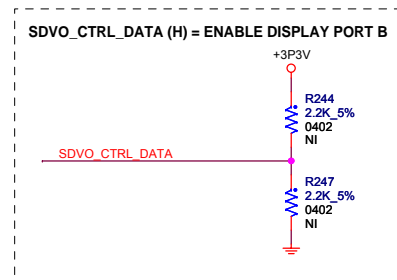 SDVO_CTRL_DATA (H) = ENABLE DISPLAY PORT B
+3P3V
R244
2.2K_5%
0402
NI
SDVO_CTRL_DATA
R247
2.2K_5%
0402
NI